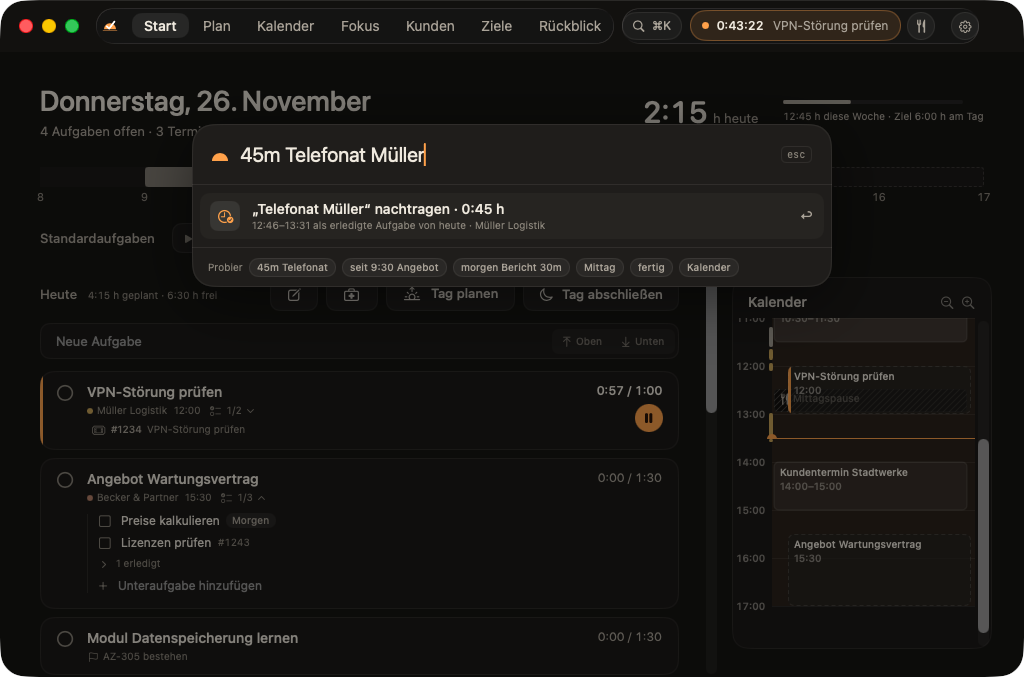 Start Plan Kalender Fokus Kunden Ziele Rückblick ⌘K 0:43:22 VPN-Störung prüfen
Donnerstag, 26. November
4 Aufgaben offen · 3 Termi
2:15 h heute
12:45 h diese Woche · Ziel 6:00 h am Tag
45m Telefonat Müller
esc
„Telefonat Müller“ nachtragen · 0:45 h
12:46–13:31 als erledigte Aufgabe von heute · Müller Logistik
Probier 45m Telefonat seit 9:30 Angebot morgen Bericht 30m Mittag fertig Kalender
8 9 16 17
Standardaufgaben
Heute 4:15 h geplant · 6:30 h frei
Tag planen
Tag abschließen
Neue Aufgabe
Oben Unten
VPN-Störung prüfen
0:57 / 1:00
Müller Logistik 12:00 1/2
#1234 VPN-Störung prüfen
Angebot Wartungsvertrag
0:00 / 1:30
Becker & Partner 15:30 1/3
Preise kalkulieren Morgen
Lizenzen prüfen #1243
1 erledigt
Unteraufgabe hinzufügen
Modul Datenspeicherung lernen
0:00 / 1:30
AZ-305 bestehen
Kalender
11:00
10:30–11:30
12:00
VPN-Störung prüfen
12:00
Mittagspause
13:00
14:00
Kundentermin Stadtwerke
14:00–15:00
15:00
Angebot Wartungsvertrag
15:30
16:00
17:00